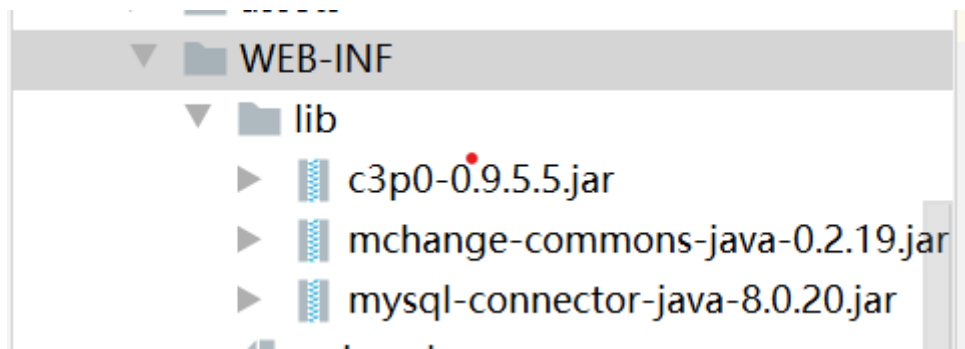 WEB-INF
lib
c3p0-0.9.5.5.jar
mchange-commons-java-0.2.19.jar
mysql-connector-java-8.0.20.jar